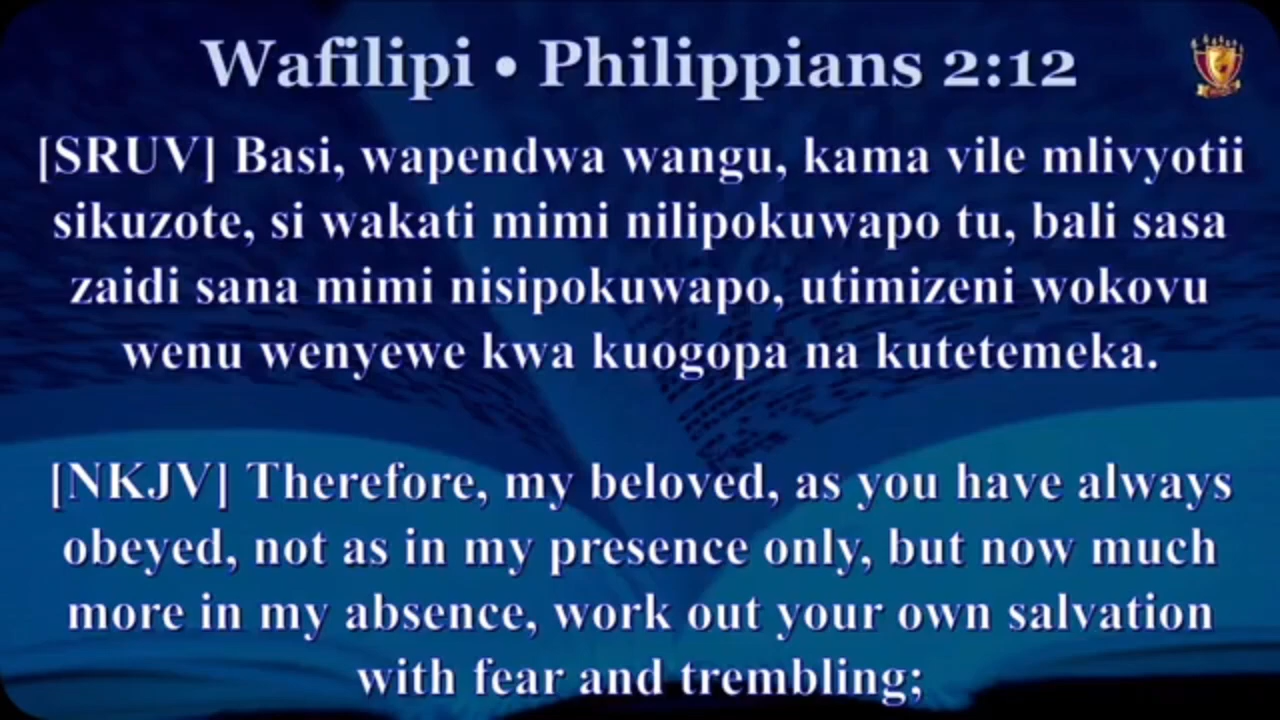 Wafilipi • Philippians 2:12
[SRUV] Basi, wapendwa wangu, kama vile mlivyotii
sikuzote, si wakati mimi nilipokuwapo tu, bali sasa
zaidi sana mimi nisipokuwapo, utimizeni wokovu
wenu wenyewe kwa kuogopa na kutetemeka.
[NKJV] Therefore, my beloved, as you have always
obeyed, not as in my presence only, but now much
more in my absence, work out your own salvation
with fear and trembling;